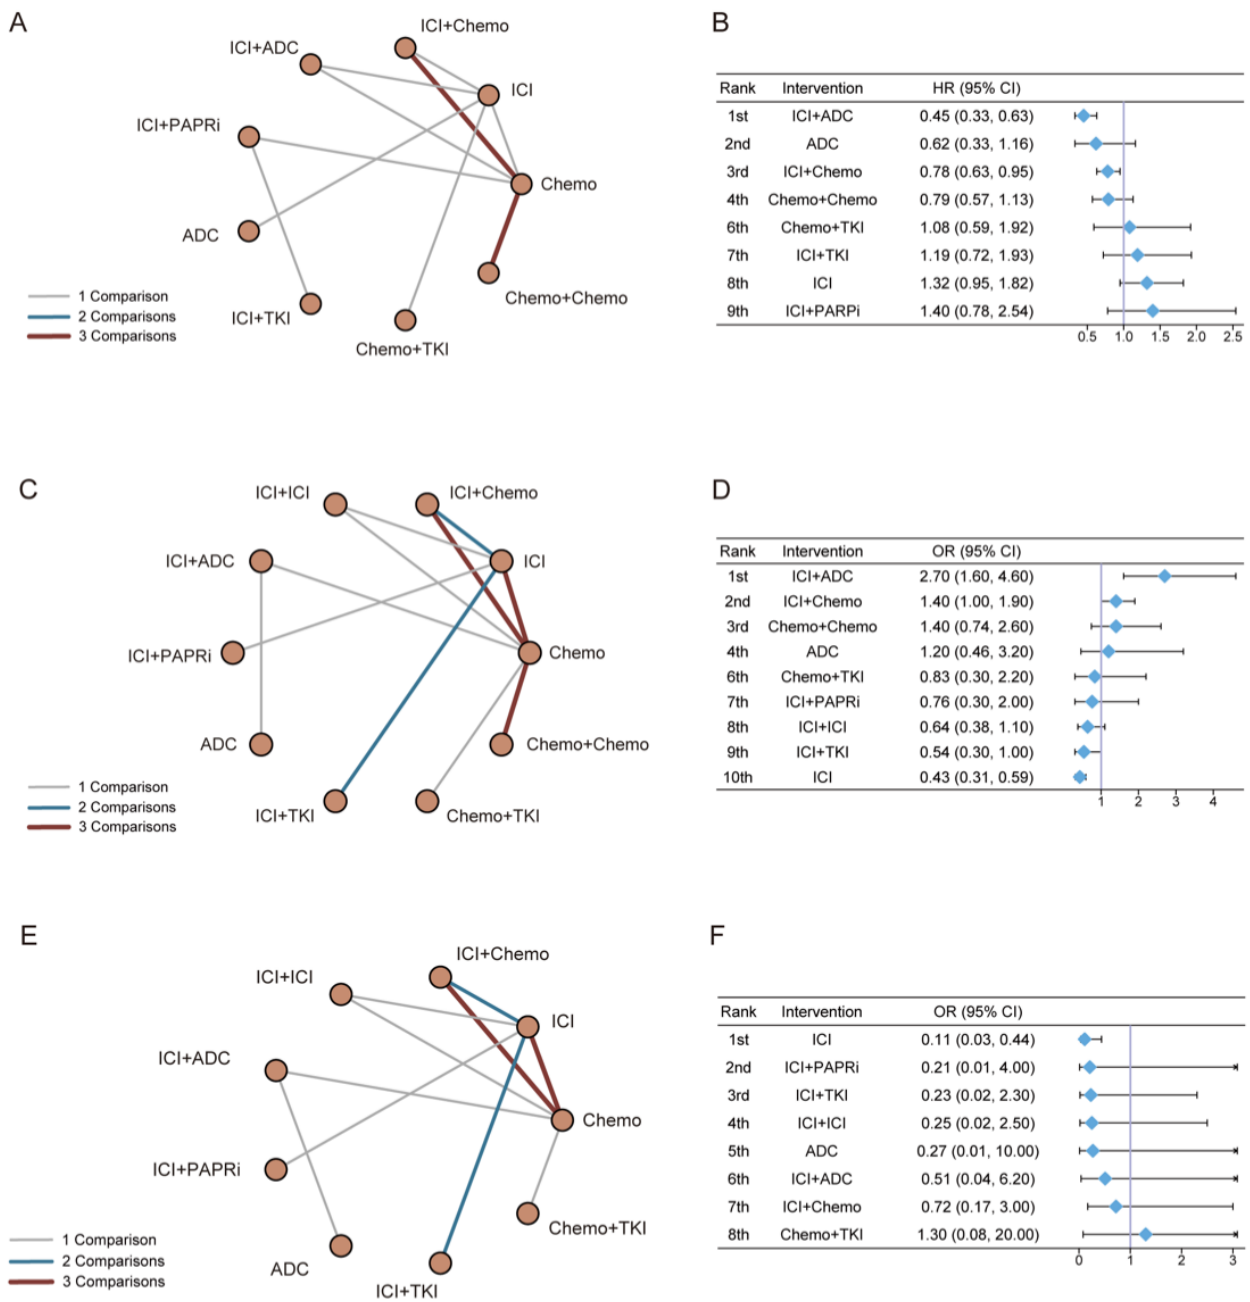 A
ICI+Chemo
ICI+ADC
ICI
ICI+PAPRi
Chemo
ADC
Chemo+Chemo
ICI+TKI
Chemo+TKI
1 Comparison
2 Comparisons
3 Comparisons
B
Rank Intervention HR (95% CI)
1st ICI+ADC 0.45 (0.33, 0.63)
2nd ADC 0.62 (0.33, 1.16)
3rd ICI+Chemo 0.78 (0.63, 0.95)
4th Chemo+Chemo 0.79 (0.57, 1.13)
6th Chemo+TKI 1.08 (0.59, 1.92)
7th ICI+TKI 1.19 (0.72, 1.93)
8th ICI 1.32 (0.95, 1.82)
9th ICI+PARPi 1.40 (0.78, 2.54)
0.5 1.0 1.5 2.0 2.5
C
ICI+ICI
ICI+Chemo
ICI+ADC
ICI
ICI+PAPRi
Chemo
ADC
Chemo+Chemo
ICI+TKI
Chemo+TKI
1 Comparison
2 Comparisons
3 Comparisons
D
Rank Intervention OR (95% CI)
1st ICI+ADC 2.70 (1.60, 4.60)
2nd ICI+Chemo 1.40 (1.00, 1.90)
3rd Chemo+Chemo 1.40 (0.74, 2.60)
4th ADC 1.20 (0.46, 3.20)
6th Chemo+TKI 0.83 (0.30, 2.20)
7th ICI+PAPRi 0.76 (0.30, 2.00)
8th ICI+ICI 0.64 (0.38, 1.10)
9th ICI+TKI 0.54 (0.30, 1.00)
10th ICI 0.43 (0.31, 0.59)
1 2 3 4
E
ICI+Chemo
ICI+ICI
ICI
ICI+ADC
Chemo
ICI+PAPRi
Chemo+TKI
ADC
ICI+TKI
1 Comparison
2 Comparisons
3 Comparisons
F
Rank Intervention OR (95% CI)
1st ICI 0.11 (0.03, 0.44)
2nd ICI+PAPRi 0.21 (0.01, 4.00)
3rd ICI+TKI 0.23 (0.02, 2.30)
4th ICI+ICI 0.25 (0.02, 2.50)
5th ADC 0.27 (0.01, 10.00)
6th ICI+ADC 0.51 (0.04, 6.20)
7th ICI+Chemo 0.72 (0.17, 3.00)
8th Chemo+TKI 1.30 (0.08, 20.00)
0 1 2 3